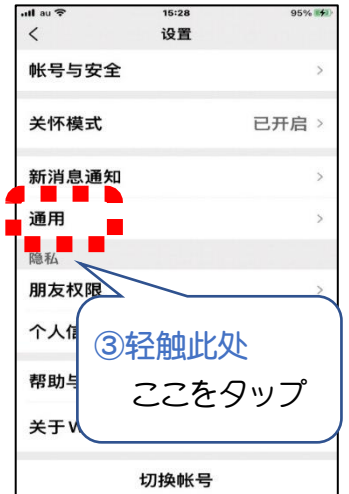 au 15:28 95%
设置
帐号与安全
关怀模式 已开启
新消息通知
通用
隐私
朋友权限
个人信
帮助与
关于 W
③轻触此处
ここをタップ
切换帐号